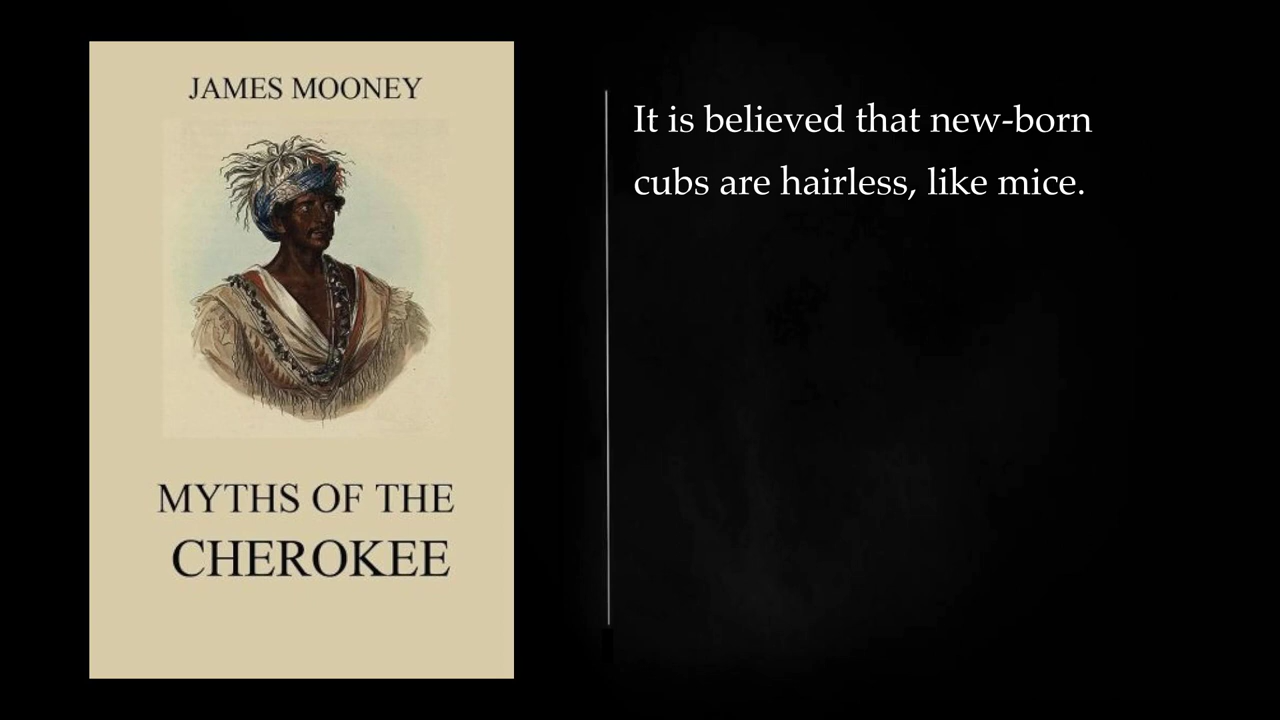 JAMES MOONEY
MYTHS OF THE
CHEROKEE
It is believed that new-born
cubs are hairless, like mice.